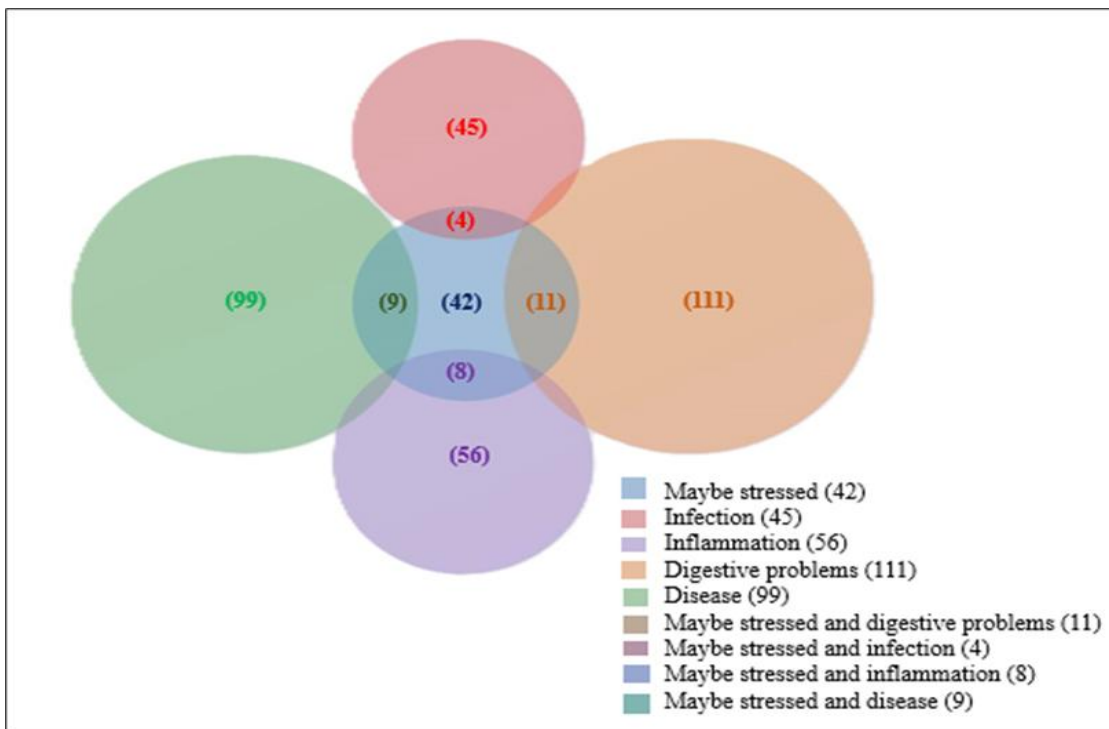 (45)
(4)
(99)
(9)
(42)
(11)
(111)
(8)
(56)
Maybe stressed (42)
Infection (45)
Inflammation (56)
Digestive problems (111)
Disease (99)
Maybe stressed and digestive problems (11)
Maybe stressed and infection (4)
Maybe stressed and inflammation (8)
Maybe stressed and disease (9)